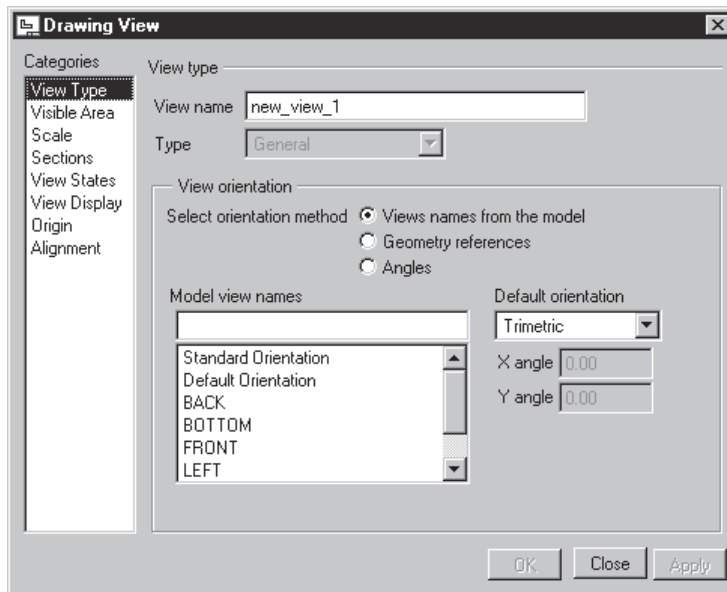 Drawing View
Categories
View Type
Visible Area
Scale
Sections
View States
View Display
Origin
Alignment
View type
View name new_view_1
Type General
View orientation
Select orientation method Views names from the model
Geometry references
Angles
Model view names
Standard Orientation
Default Orientation
BACK
BOTTOM
FRONT
LEFT
Default orientation
Trimetric
X angle 0.00
Y angle 0.00
OK Close Apply